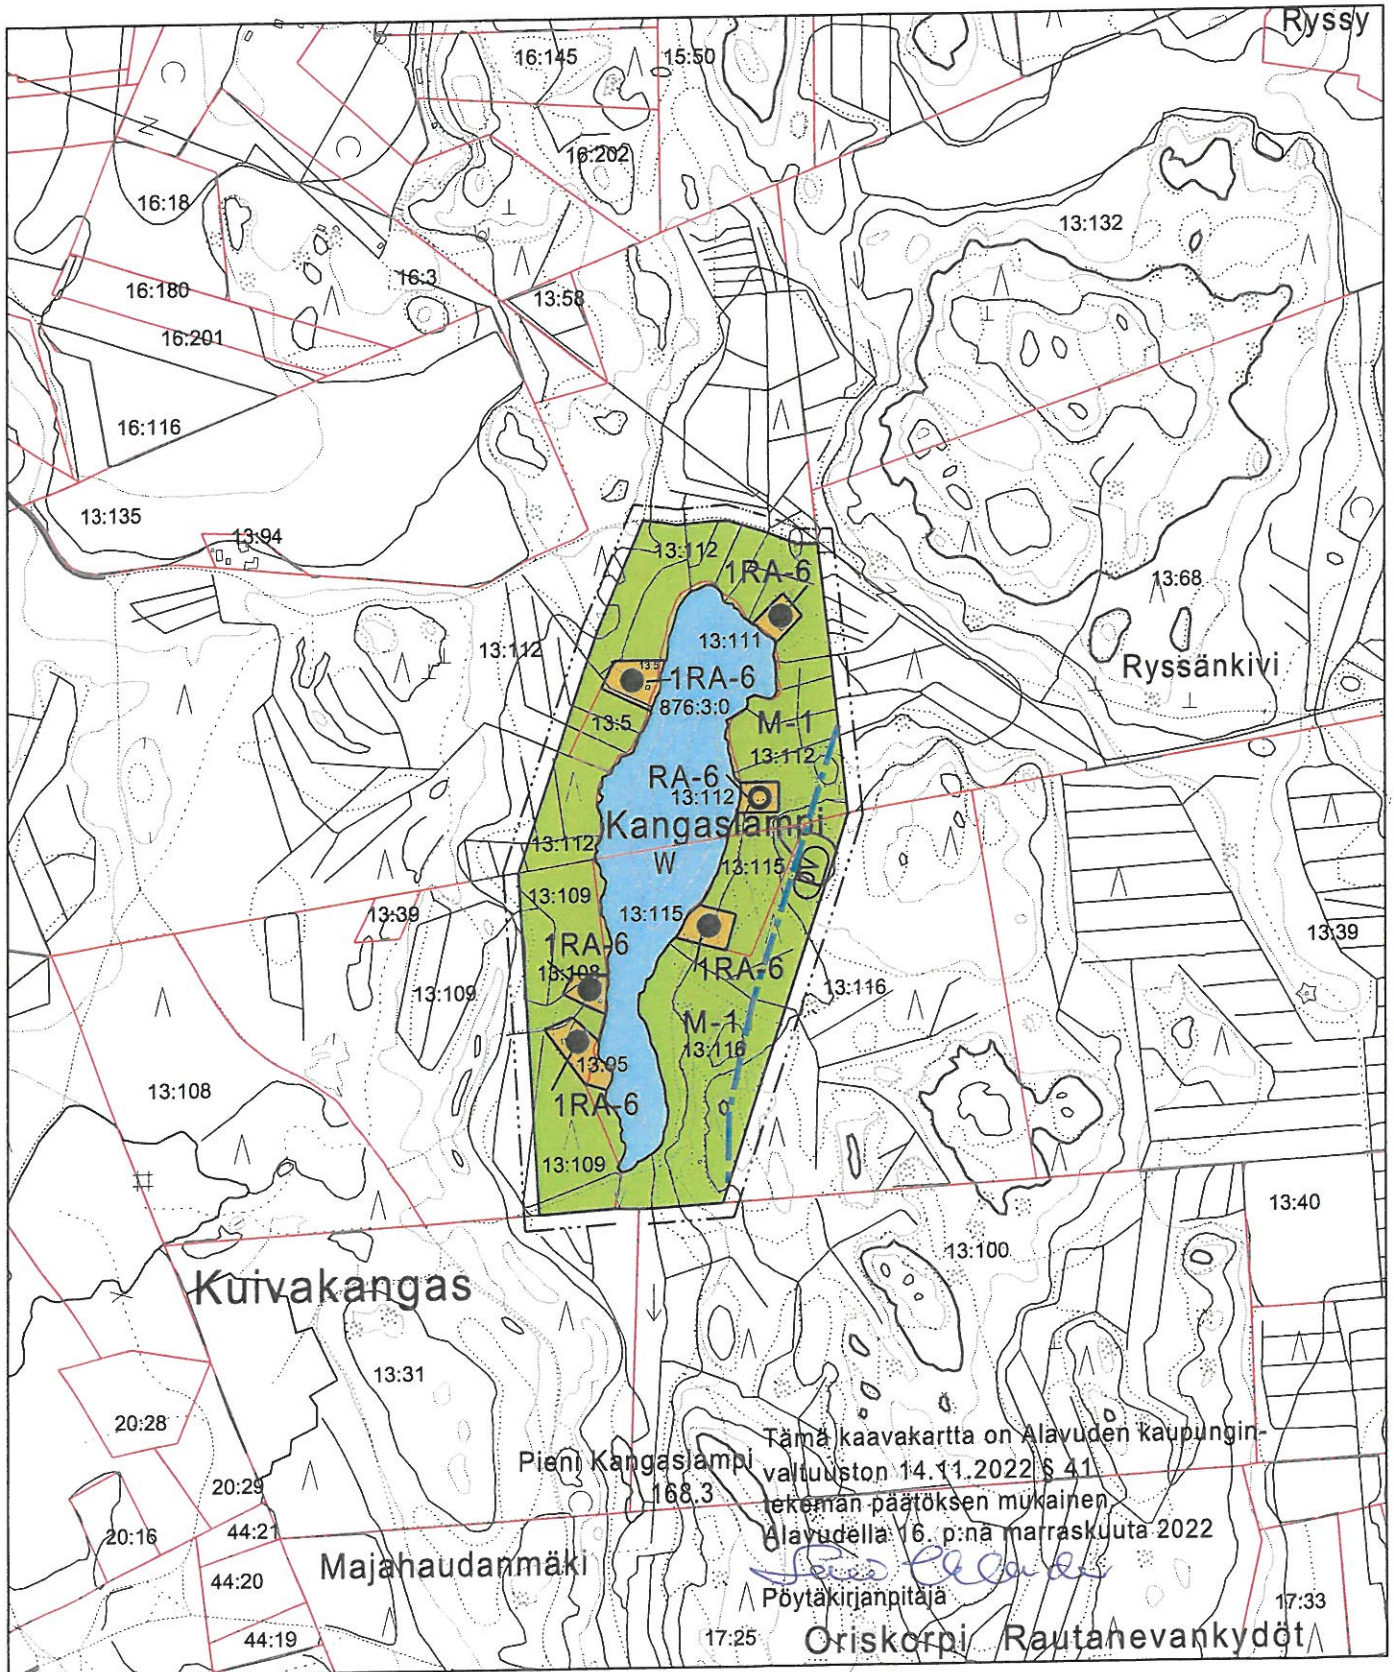 Ryssy
16:145
15:50
16:202
16:18
13:132
16:3
16:180
13:58
16:201
16:116
13:135
13:94
13:112
1RA-6
13:68
13:111
13:112
Ryssänkivi
13:5
1RA-6
876:3:0
13:5
M-1
13:112
RA-6
13:112
Kangaslampi
13:112
W
13:115
pv
13:109
13:39
13:115
13:39
1RA-6
1RA-6
13:108
13:109
13:116
M-1
13:116
13:95
13:108
1RA-6
13:109
13:40
13:100
Kuivakangas
13:31
20:28
Tämä kaavakartta on Alavuden kaupungin-
Pieni Kangaslampi
valtuuston 14.11.2022 § 41
168.3
20:29
tekemän päätöksen mukainen
44:21
20:16
Alavudella 16. p:nä marraskuuta 2022
Majahaudanmäki
44:20
Pöytäkirjanpitäjä
17:33
44:19
17:25
Oriskorpi
Rautanevankydöt